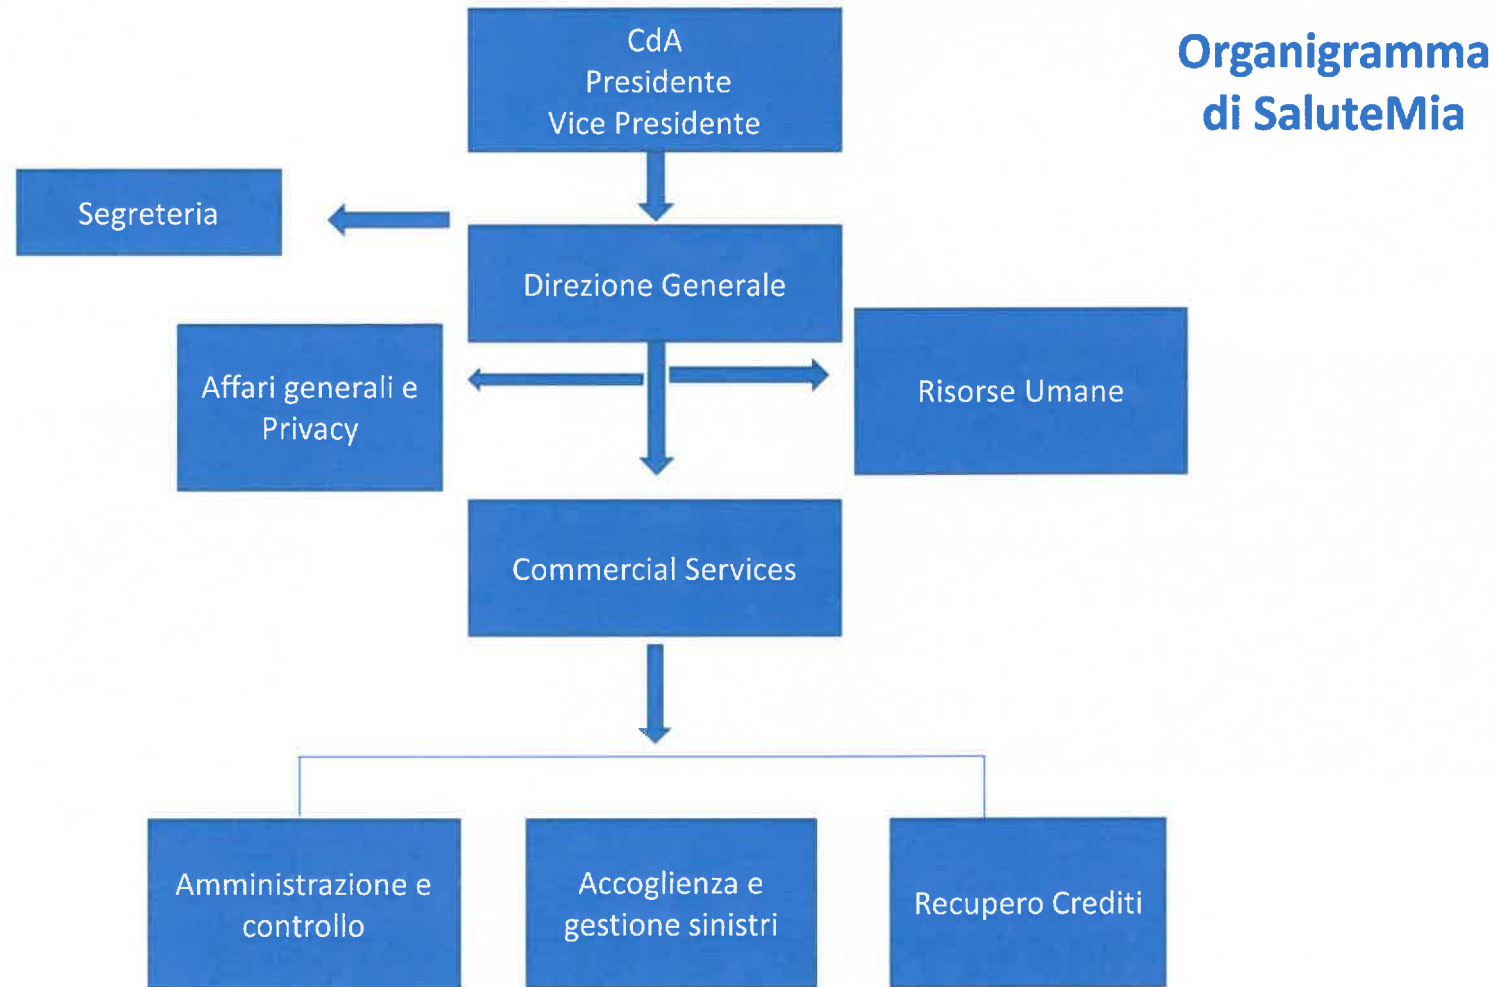 Organigramma
di SaluteMia
CdA
Presidente
Vice Presidente
Segreteria
Direzione Generale
Affari generali e
Privacy
Risorse Umane
Commercial Services
Amministrazione e
controllo
Accoglienza e
gestione sinistri
Recupero Crediti